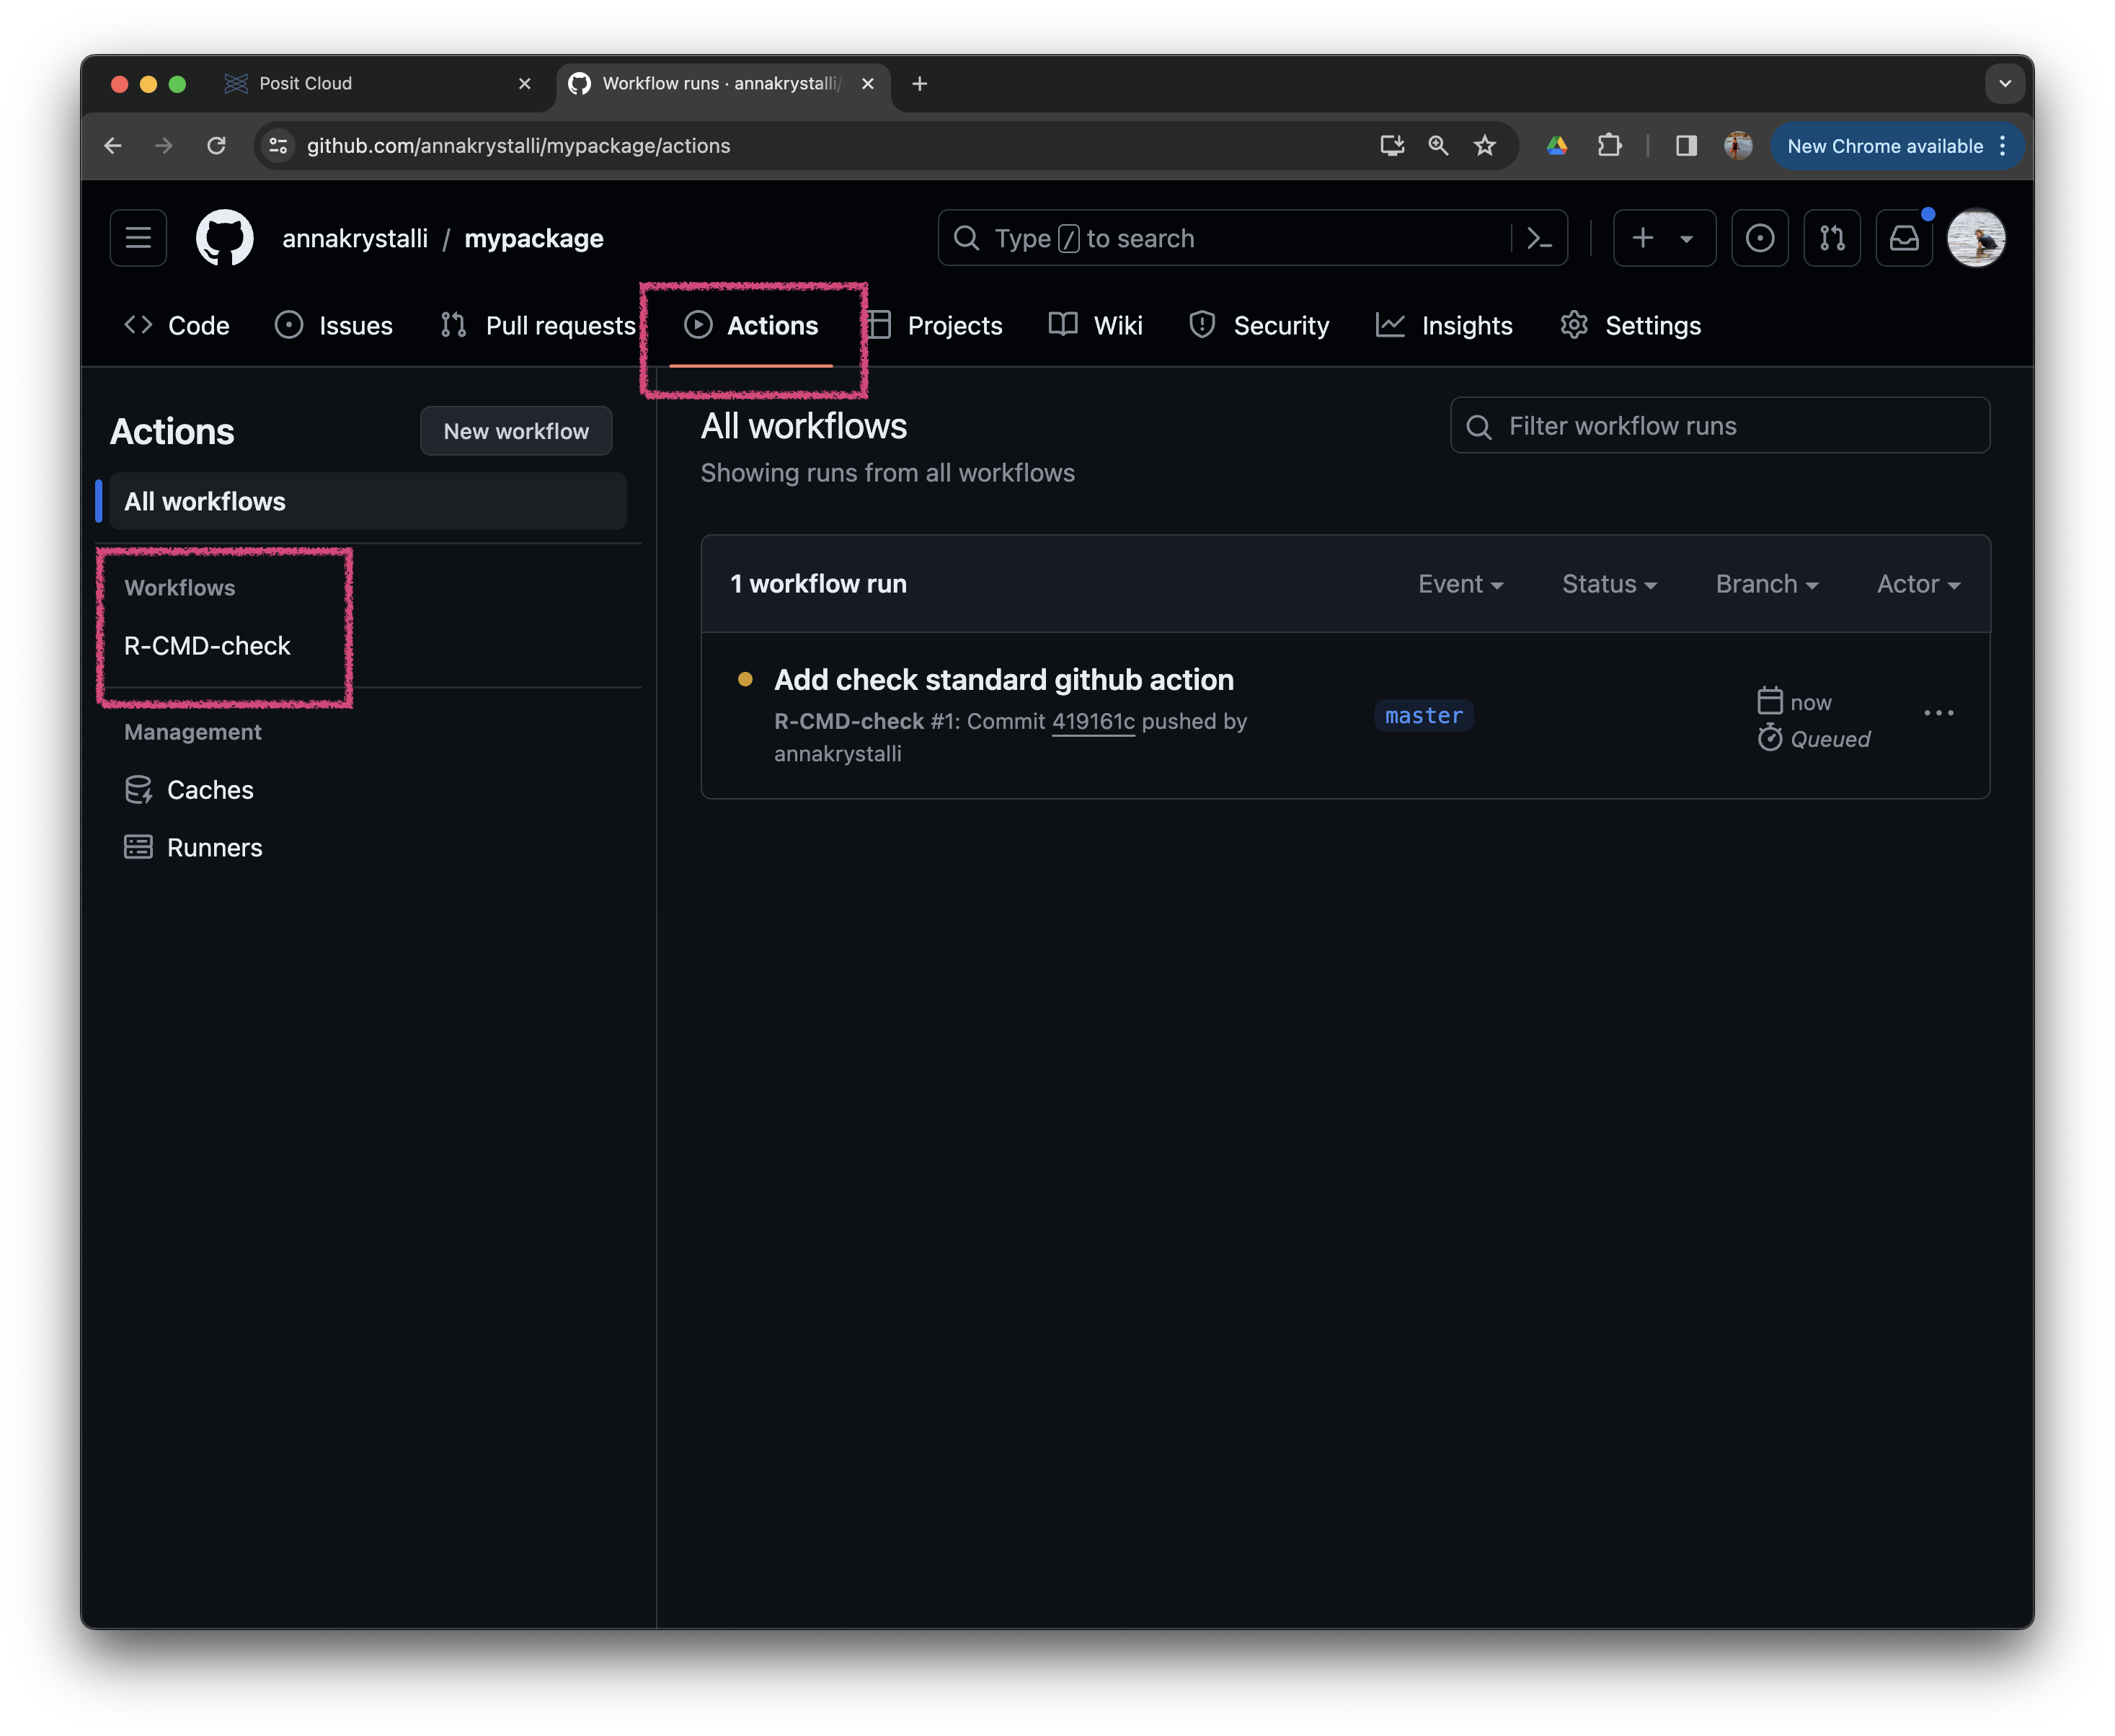 Posit Cloud
Workflow runs · annakrystalli/
github.com/annakrystalli/mypackage/actions
New Chrome available
annakrystalli / mypackage
Type / to search
Code
Issues
Pull requests
Actions
Projects
Wiki
Security
Insights
Settings
Actions
New workflow
All workflows
Workflows
R-CMD-check
Management
Caches
Runners
All workflows
Showing runs from all workflows
Filter workflow runs
1 workflow run
Event
Status
Branch
Actor
Add check standard github action
R-CMD-check #1: Commit 419161c pushed by
annakrystalli
master
now
Queued